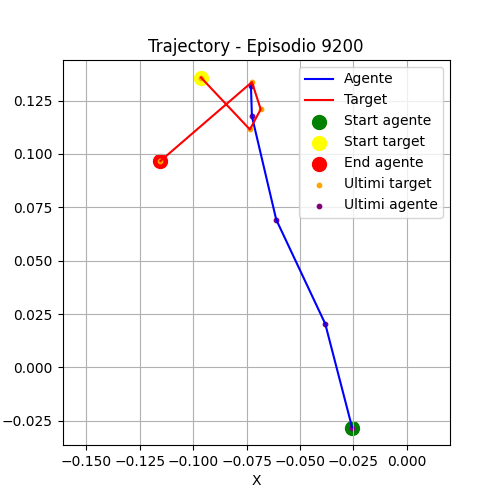 Trajectory - Episodio 9200
Agente
Target
Start agente
Start target
End agente
Ultimi target
Ultimi agente
0.125
0.100
0.075
0.050
0.025
0.000
−0.025
−0.150
−0.125
−0.100
−0.075
−0.050
−0.025
0.000
X